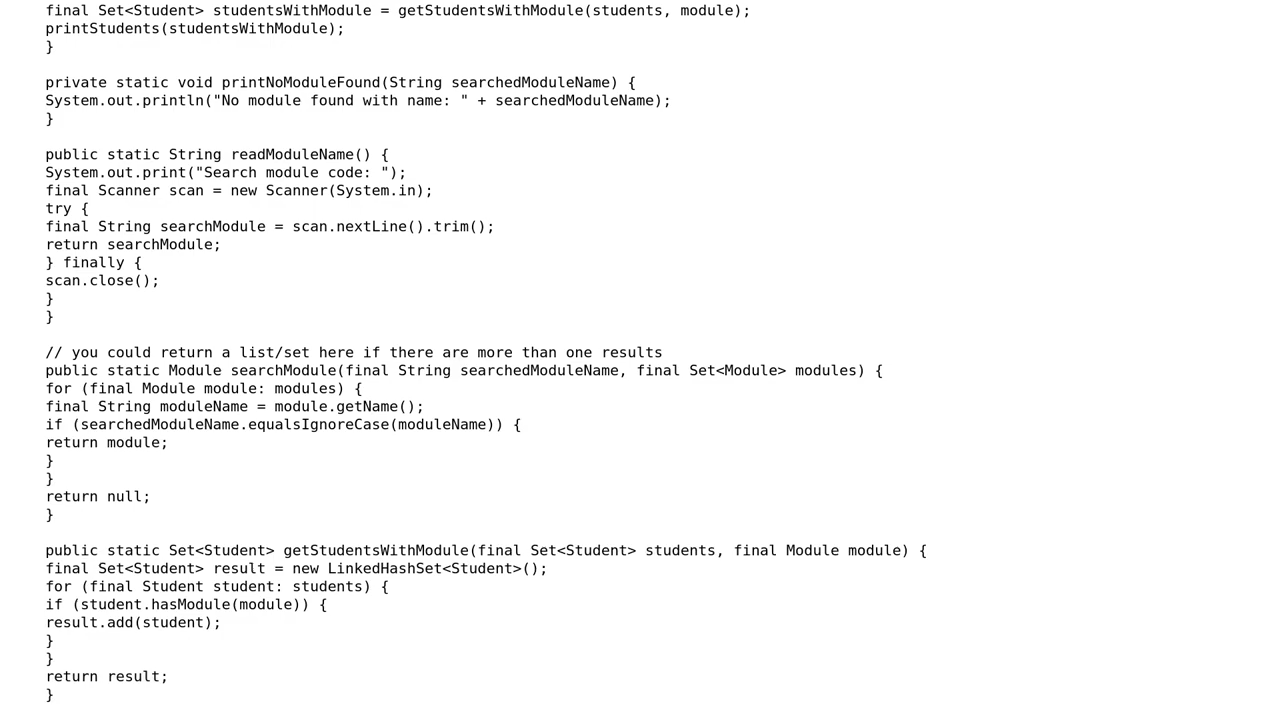 final Set<Student> studentsWithModule = getStudentsWithModule(students, module);
printStudents(studentsWithModule);
}

private static void printNoModuleFound(String searchedModuleName) {
System.out.println("No module found with name: " + searchedModuleName);
}

public static String readModuleName() {
System.out.print("Search module code: ");
final Scanner scan = new Scanner(System.in);
try {
final String searchModule = scan.nextLine().trim();
return searchModule;
} finally {
scan.close();
}
}

// you could return a list/set here if there are more than one results
public static Module searchModule(final String searchedModuleName, final Set<Module> modules) {
for (final Module module: modules) {
final String moduleName = module.getName();
if (searchedModuleName.equalsIgnoreCase(moduleName)) {
return module;
}
}
return null;
}

public static Set<Student> getStudentsWithModule(final Set<Student> students, final Module module) {
final Set<Student> result = new LinkedHashSet<Student>();
for (final Student student: students) {
if (student.hasModule(module)) {
result.add(student);
}
}
return result;
}